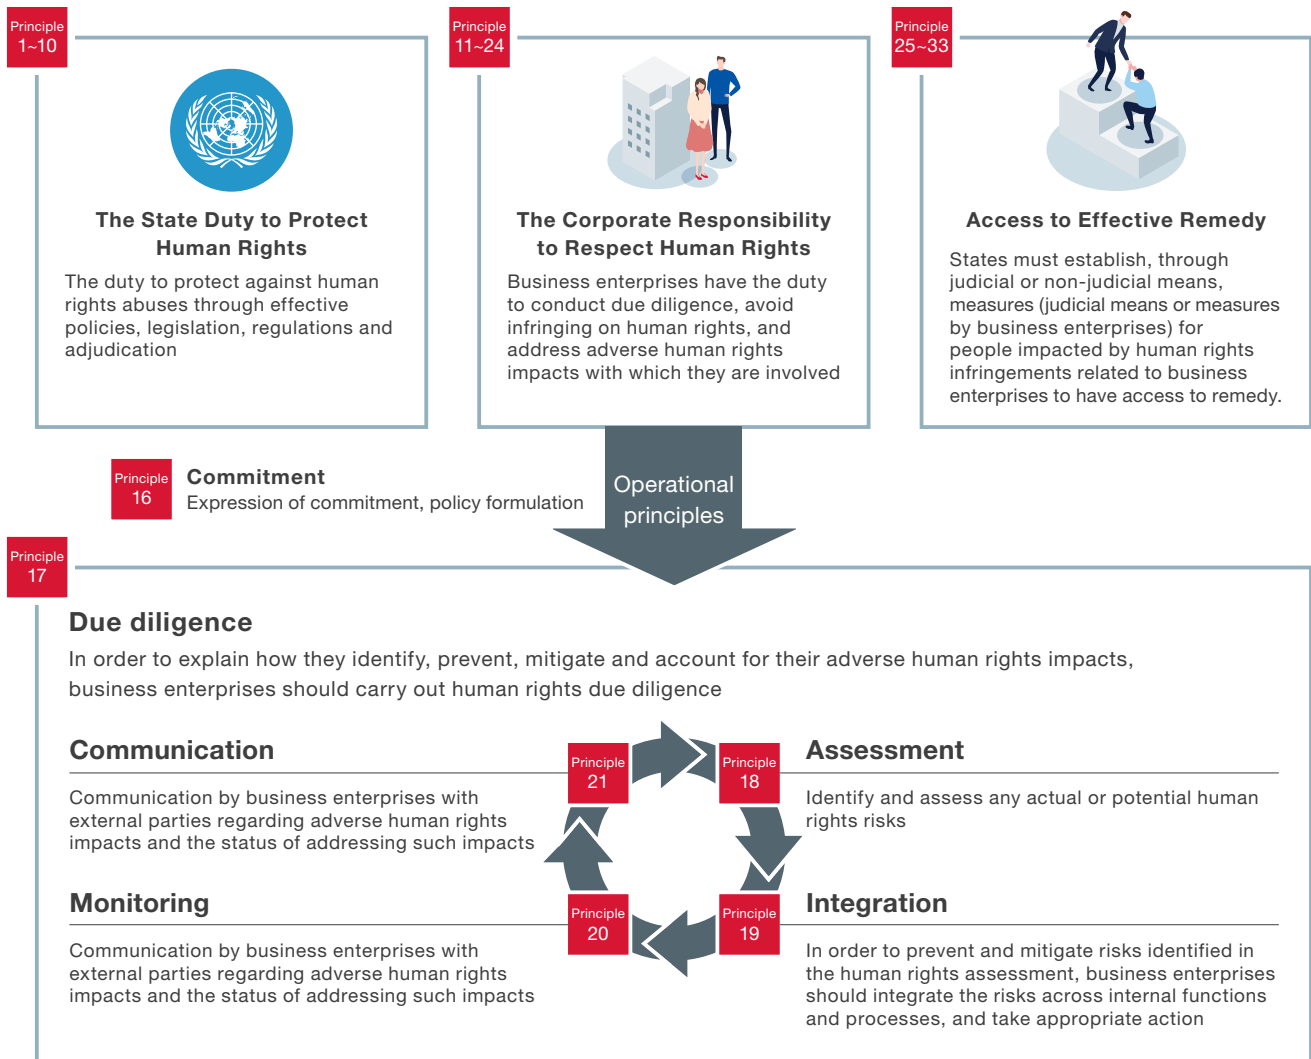 Principle
1~10
The State Duty to Protect
Human Rights
The duty to protect against human
rights abuses through effective
policies, legislation, regulations and
adjudication
Principle
11~24
The Corporate Responsibility
to Respect Human Rights
Business enterprises have the duty
to conduct due diligence, avoid
infringing on human rights, and
address adverse human rights
impacts with which they are involved
Principle
25~33
Access to Effective Remedy
States must establish, through
judicial or non-judicial means,
measures (judicial means or measures
by business enterprises) for
people impacted by human rights
infringements related to business
enterprises to have access to remedy.
Principle
16
Commitment
Expression of commitment, policy formulation
Operational
principles
Principle
17
Due diligence
In order to explain how they identify, prevent, mitigate and account for their adverse human rights impacts,
business enterprises should carry out human rights due diligence
Communication
Communication by business enterprises with
external parties regarding adverse human rights
impacts and the status of addressing such impacts
Principle
21
Principle
18
Assessment
Identify and assess any actual or potential human
rights risks
Monitoring
Communication by business enterprises with
external parties regarding adverse human rights
impacts and the status of addressing such impacts
Principle
20
Principle
19
Integration
In order to prevent and mitigate risks identified in
the human rights assessment, business enterprises
should integrate the risks across internal functions
and processes, and take appropriate action